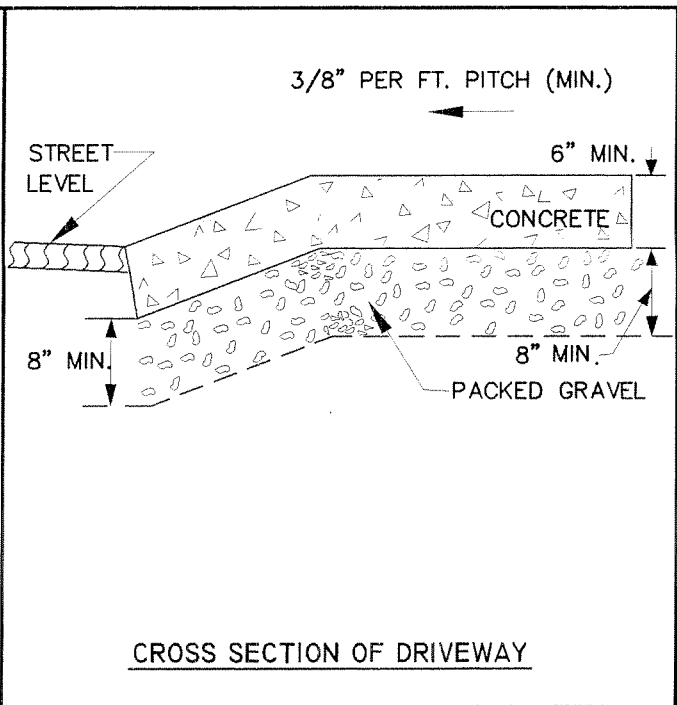 3/8" PER FT. PITCH (MIN.)
STREET
LEVEL
6" MIN.
CONCRETE
8" MIN.
8" MIN.
PACKED GRAVEL
CROSS SECTION OF DRIVEWAY